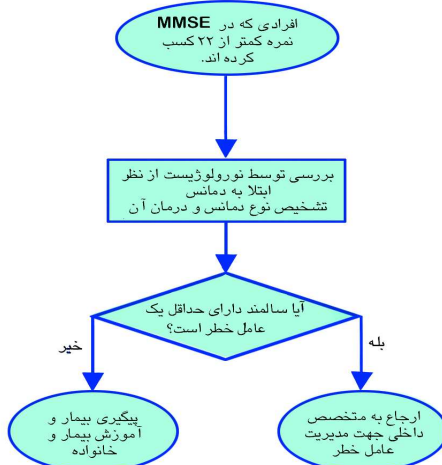 افرادی که در MMSE
نمره کمتر از ۲۲ کسب
کرده اند.
بررسی توسط نورولوژیست از نظر
ابتلا به دمانس
تشخیص نوع دمانس و درمان آن
آیا سالمند دارای حداقل یک
عامل خطر است؟
بله
خیر
ارجاع به متخصص
داخلی جهت مدیریت
عامل خطر
پیگیری بیمار و
آموزش بیمار و
خانواده